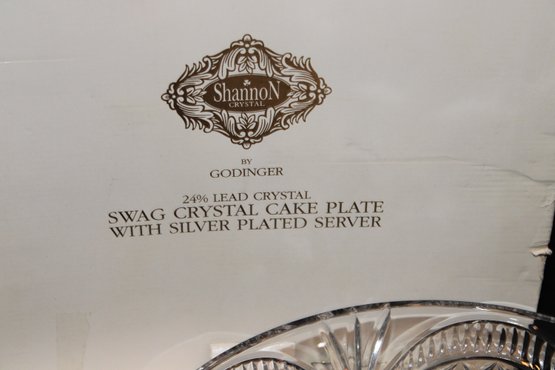 ShannoN
CRYSTAL
BY
GODINGER
24% LEAD CRYSTAL
SWAG CRYSTAL CAKE PLATE
WITH SILVER PLATED SERVER